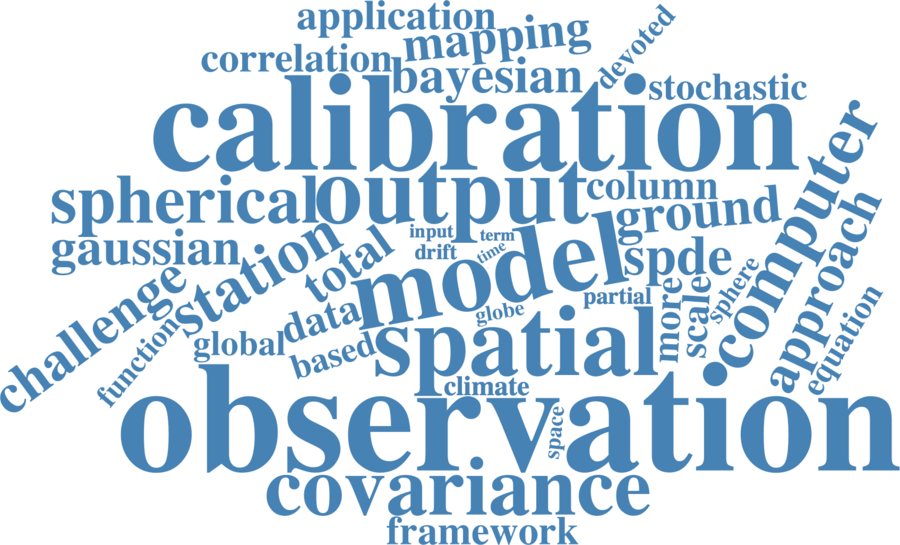 application
mapping
devoted
correlation
bayesian
stochastic
calibration
computer
spherical
output
column
ground
approach
gaussian
station
total
input
term
drift
time
model
spde
sphere
challenge
function
data
globe
partial
more
scale
equation
global
based
spatial
climate
observation
space
covariance
framework